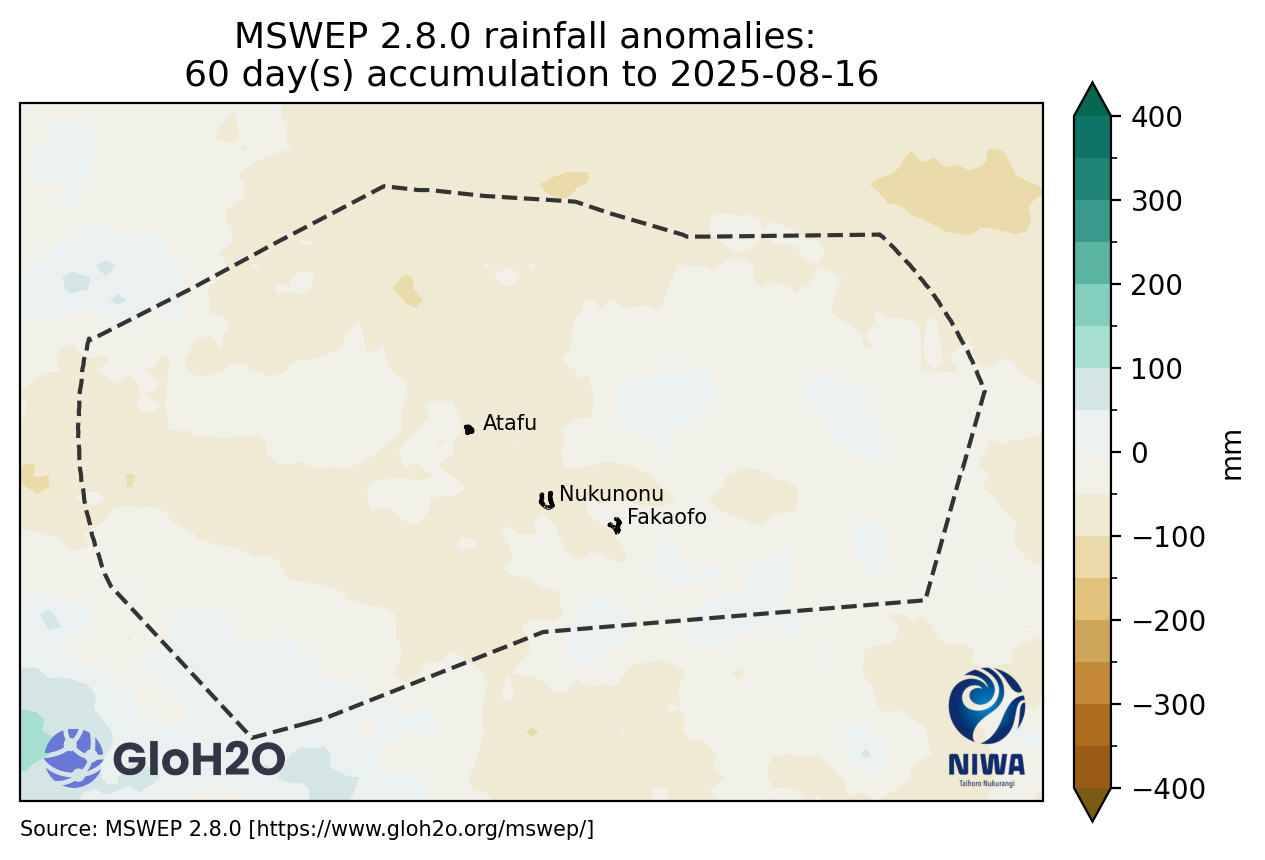 MSWEP 2.8.0 rainfall anomalies:
60 day(s) accumulation to 2025-08-16
400
300
200
100
0
−100
−200
−300
−400
mm
Atafu
Nukunonu
Fakaofo
GloH2O
NIWA
Taihoro Nukurangi
Source: MSWEP 2.8.0 [https://www.gloh2o.org/mswep/]